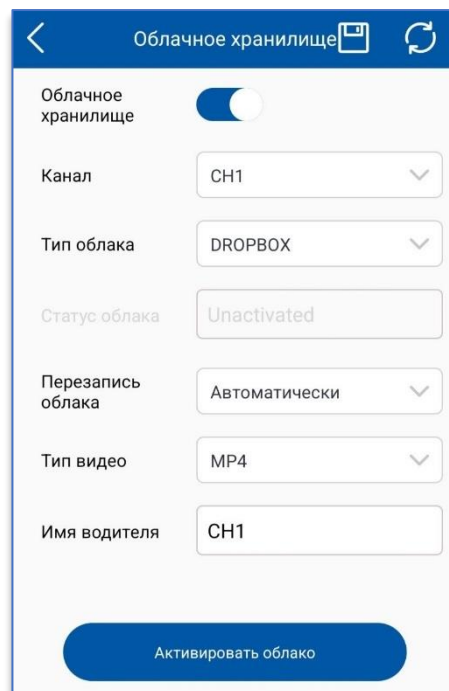 Облачное хранилище
Облачное
хранилище
Канал
CH1
Тип облака
DROPBOX
Статус облака
Unactivated
Перезапись
облака
Автоматически
Тип видео
MP4
Имя водителя
CH1
Активировать облако